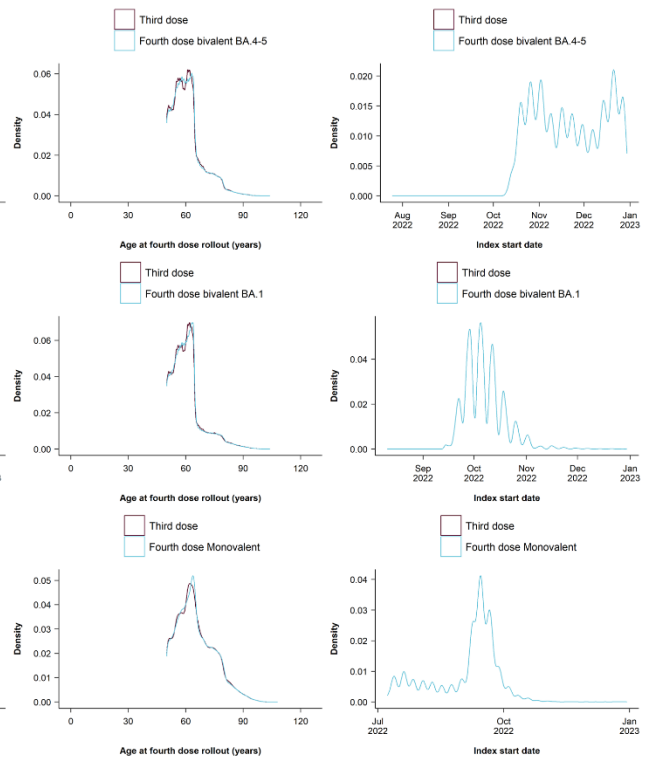 Third dose
Fourth dose bivalent BA.4-5
Third dose
Fourth dose bivalent BA.4-5
Density
0.06
0.04
0.02
0.00
0 30 60 90 120
Age at fourth dose rollout (years)
Density
0.020
0.015
0.010
0.005
0.000
Aug Sep Oct Nov Dec Jan
2022 2022 2022 2022 2022 2023
Index start date
Third dose
Fourth dose bivalent BA.1
Third dose
Fourth dose bivalent BA.1
Density
0.06
0.04
0.02
0.00
0 30 60 90 120
Age at fourth dose rollout (years)
Density
0.04
0.02
0.00
Sep Oct Nov Dec Jan
2022 2022 2022 2022 2023
Index start date
Third dose
Fourth dose Monovalent
Third dose
Fourth dose Monovalent
Density
0.05
0.04
0.03
0.02
0.01
0.00
0 30 60 90 120
Age at fourth dose rollout (years)
Density
0.04
0.03
0.02
0.01
0.00
Jul Oct Jan
2022 2022 2023
Index start date